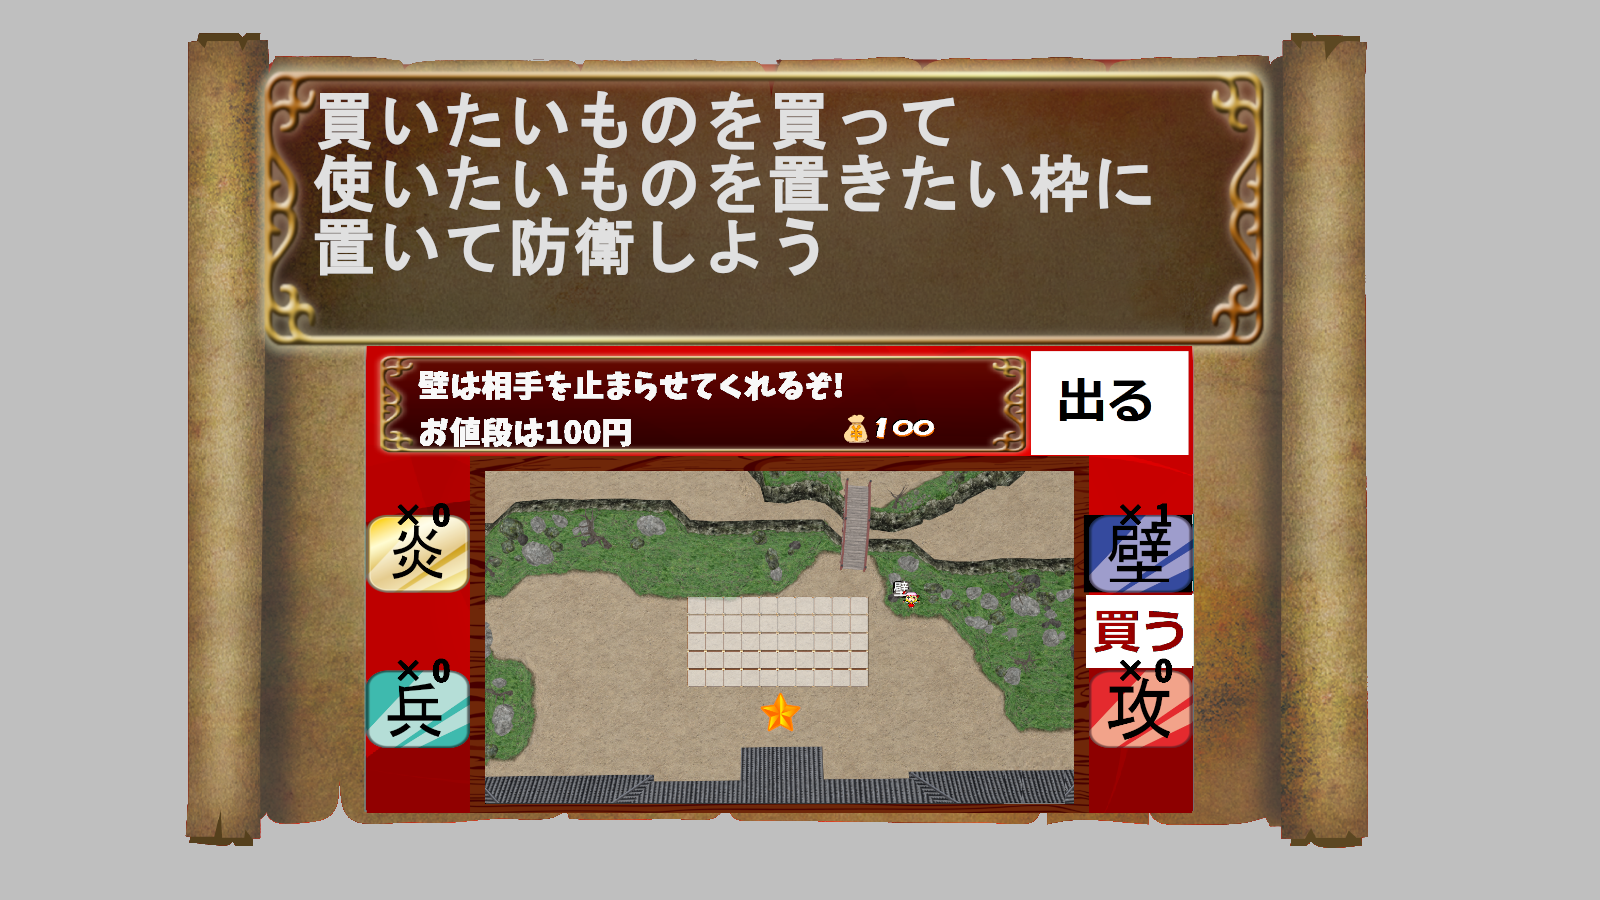 買いたいものを買って
使いたいものを置きたい枠に
置いて防衛しよう
壁は相手を止まらせてくれるぞ!
お値段は100円
100
出る
×0
炎
×1
壁
壁
買う
×0
兵
×0
攻